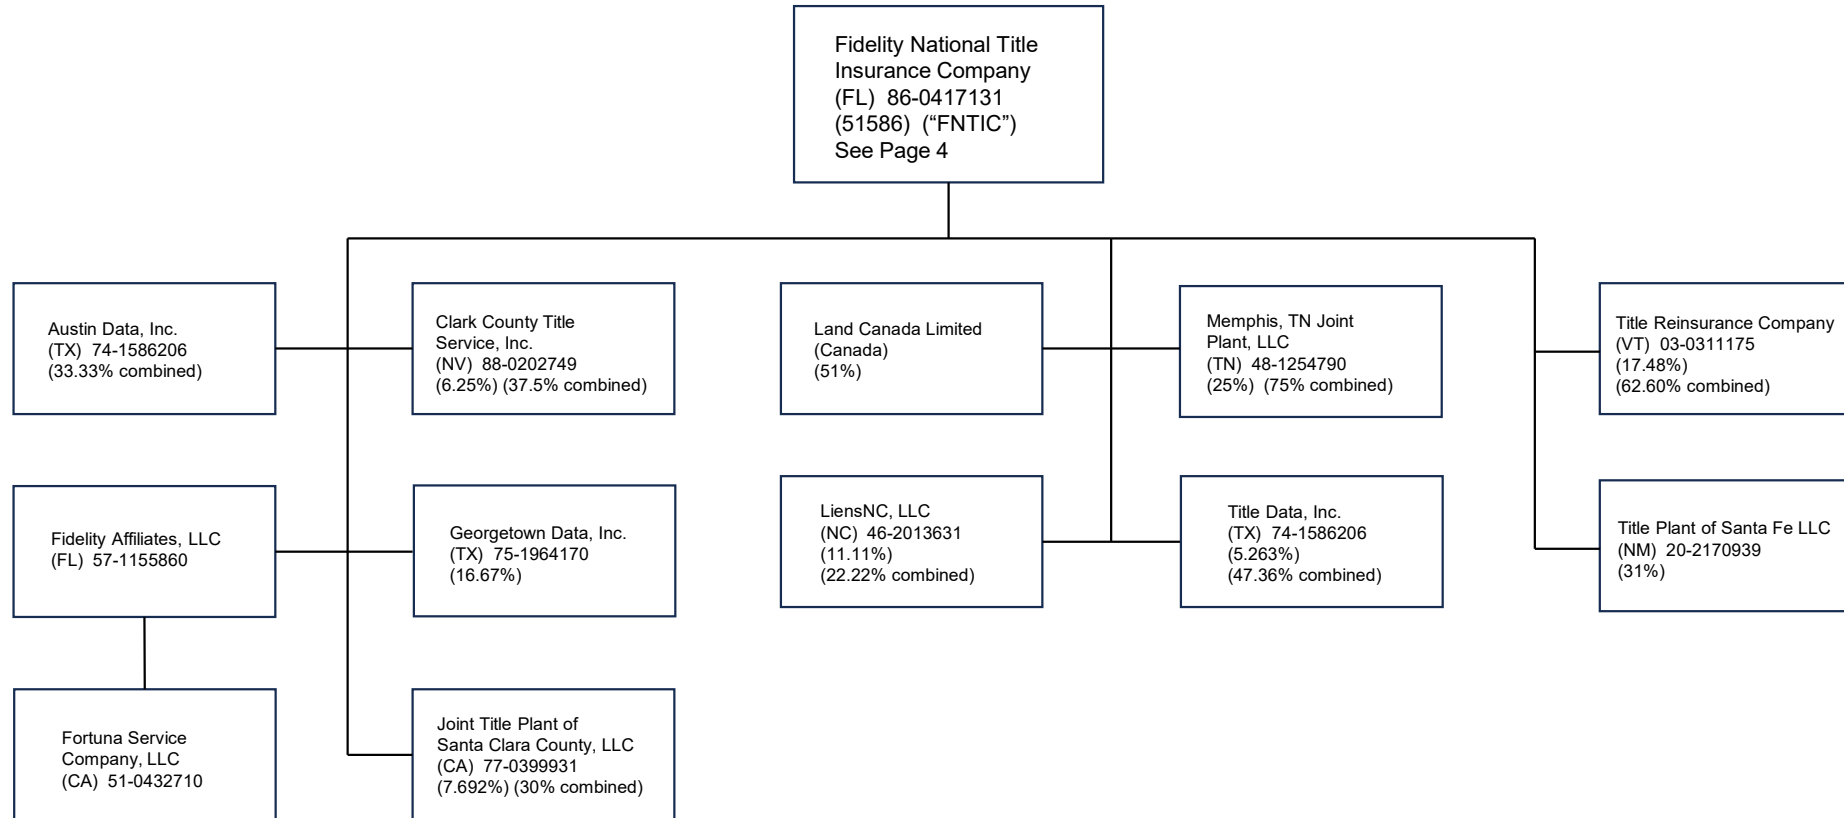 Fidelity National Title
Insurance Company
(FL) 86-0417131
(51586) (“FNTIC”)
See Page 4
Austin Data, Inc.
(TX) 74-1586206
(33.33% combined)
Clark County Title
Service, Inc.
(NV) 88-0202749
(6.25%) (37.5% combined)
Land Canada Limited
(Canada)
(51%)
Memphis, TN Joint
Plant, LLC
(TN) 48-1254790
(25%) (75% combined)
Title Reinsurance Company
(VT) 03-0311175
(17.48%)
(62.60% combined)
Fidelity Affiliates, LLC
(FL) 57-1155860
Georgetown Data, Inc.
(TX) 75-1964170
(16.67%)
LiensNC, LLC
(NC) 46-2013631
(11.11%)
(22.22% combined)
Title Data, Inc.
(TX) 74-1586206
(5.263%)
(47.36% combined)
Title Plant of Santa Fe LLC
(NM) 20-2170939
(31%)
Fortuna Service
Company, LLC
(CA) 51-0432710
Joint Title Plant of
Santa Clara County, LLC
(CA) 77-0399931
(7.692%) (30% combined)